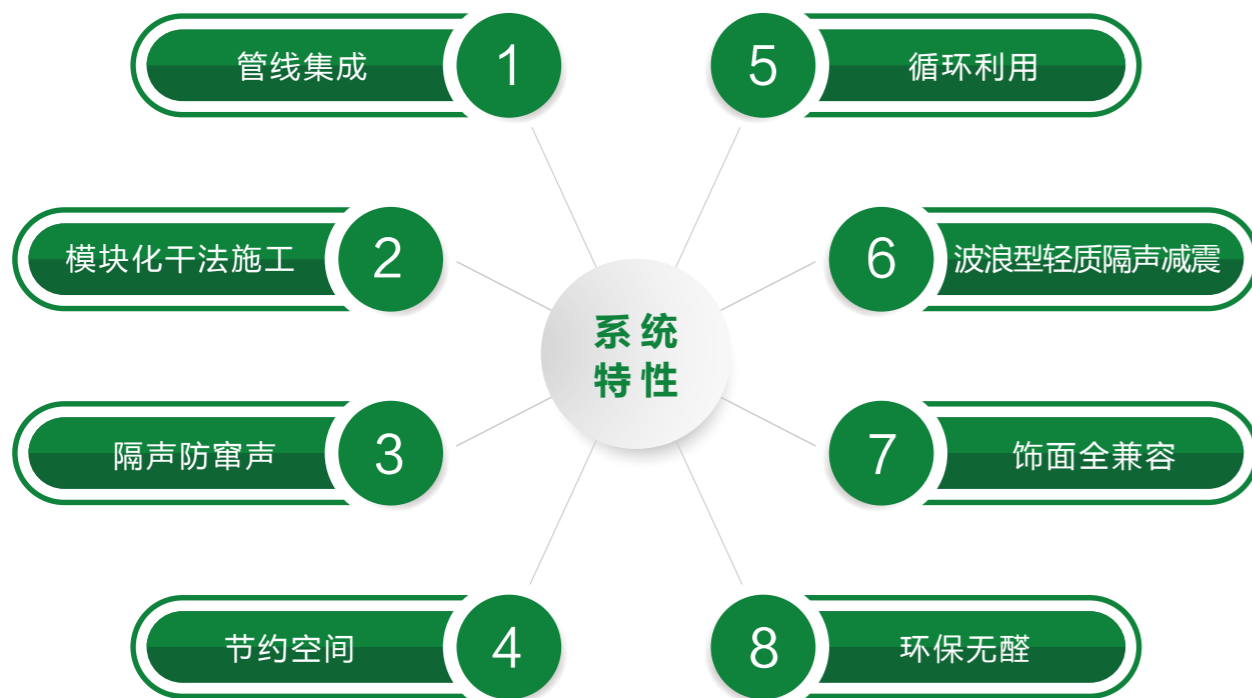 管线集成
1
模块化干法施工
2
隔声防窜声
3
节约空间
4
系统
特性
5
循环利用
6
波浪型轻质隔声减震
7
饰面全兼容
8
环保无醛